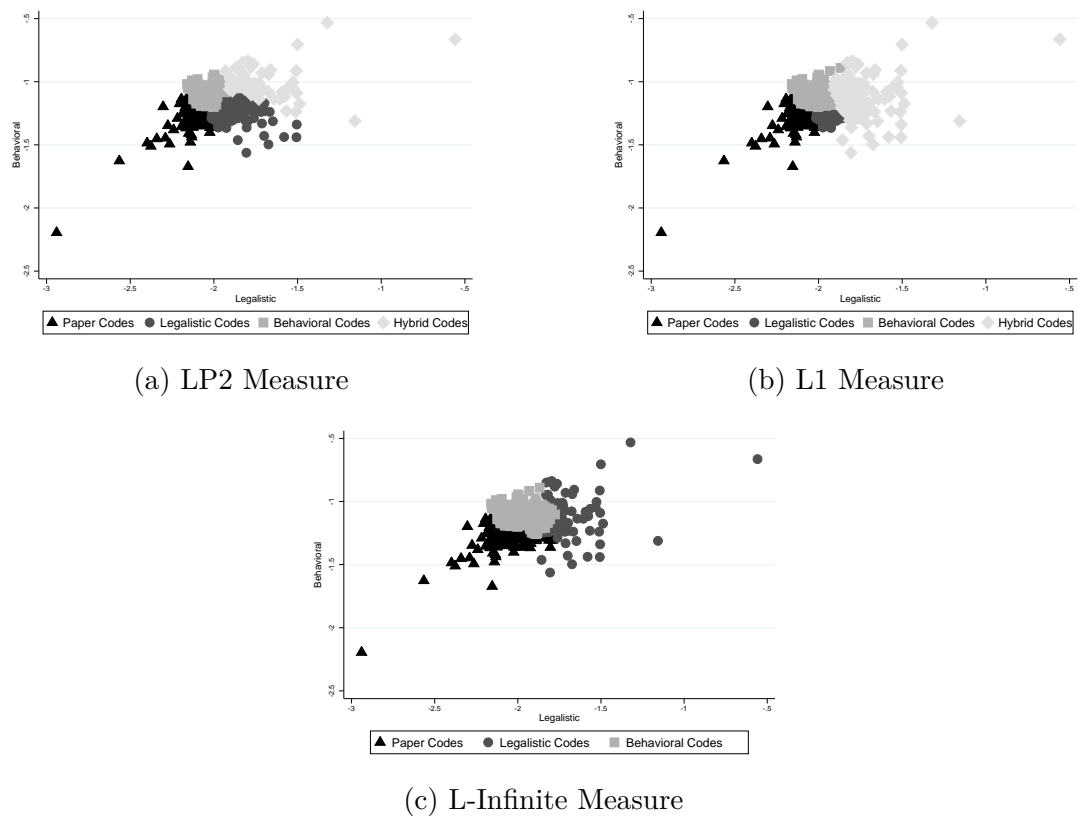 -.5
-1
-1.5
-2
-2.5
Behavioral
-3 -2.5 -2 -1.5 -1 -.5
Legalistic
Paper Codes Legalistic Codes Behavioral Codes Hybrid Codes
(a) LP2 Measure
-.5
-1
-1.5
-2
-2.5
Behavioral
-3 -2.5 -2 -1.5 -1 -.5
Legalistic
Paper Codes Legalistic Codes Behavioral Codes Hybrid Codes
(b) L1 Measure
-.5
-1
-1.5
-2
-2.5
Behavioral
-3 -2.5 -2 -1.5 -1 -.5
Legalistic
Paper Codes Legalistic Codes Behavioral Codes
(c) L-Infinite Measure